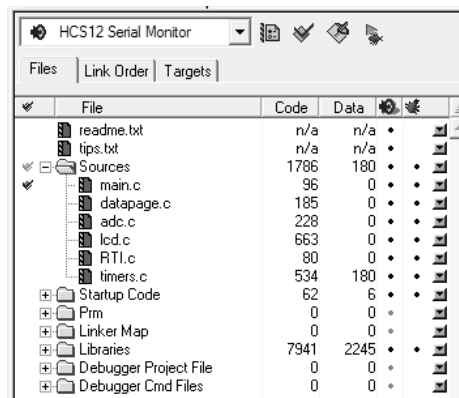 HCS12 Serial Monitor
Files Link Order Targets
File Code Data
readme.txt n/a n/a
tips.txt n/a n/a
Sources 1786 180
main.c 96 0
datapage.c 185 0
adc.c 228 0
lcd.c 663 0
RTI.c 80 0
timers.c 534 180
Startup Code 62 6
Prm 0 0
Linker Map 0 0
Libraries 7941 2245
Debugger Project File 0 0
Debugger Cmd Files 0 0